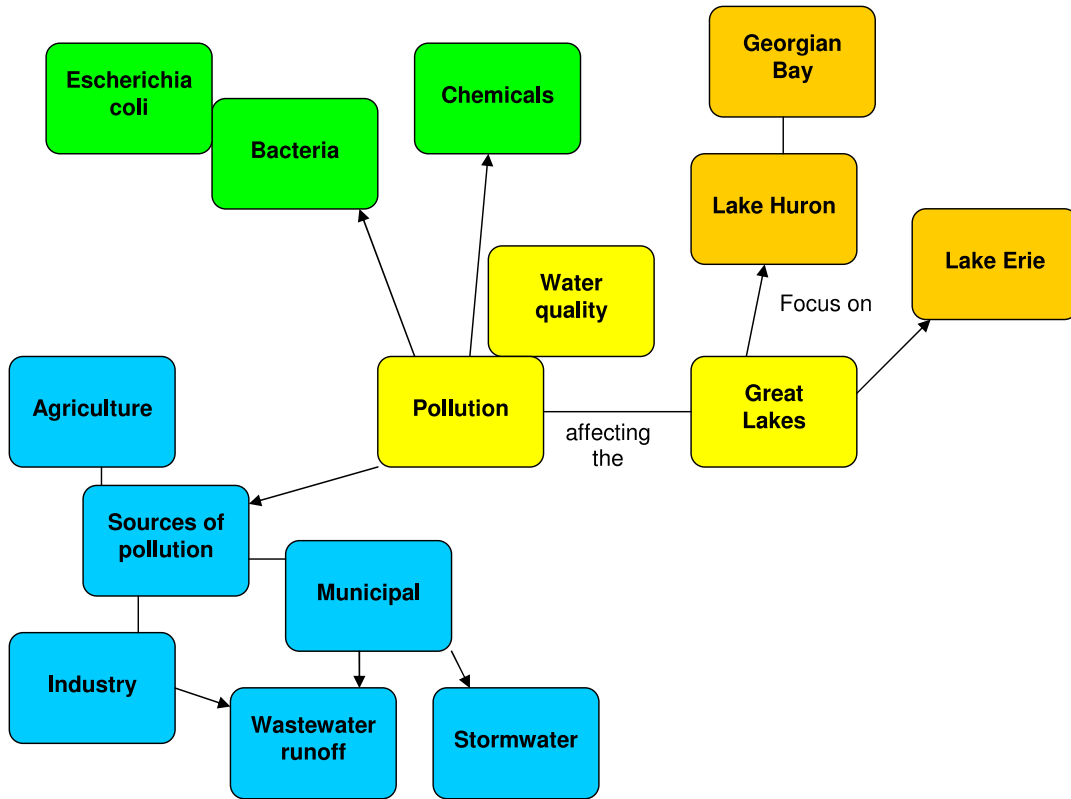 Georgian
Bay
Escherichia
coli
Chemicals
Bacteria
Lake Huron
Lake Erie
Water
quality
Focus on
Agriculture
Pollution
Great
Lakes
affecting
the
Sources of
pollution
Municipal
Industry
Wastewater
runoff
Stormwater